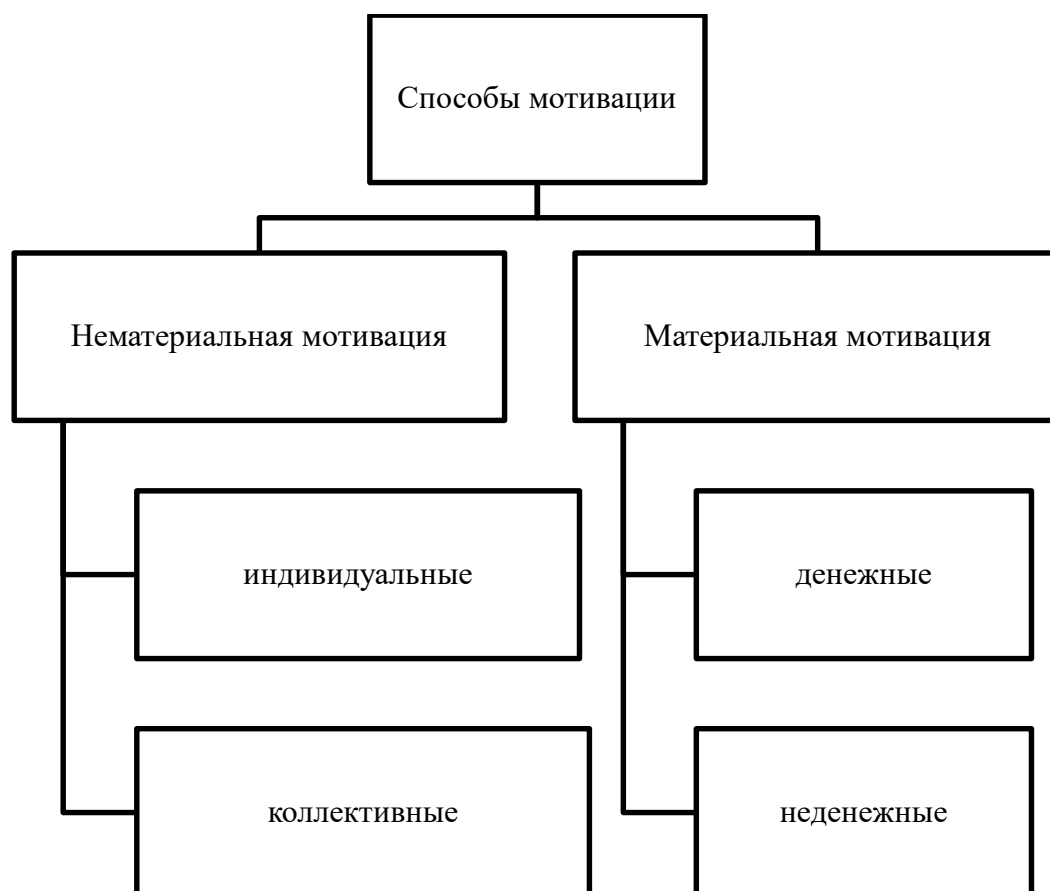 Способы мотивации
Нематериальная мотивация
Материальная мотивация
индивидуальные
денежные
коллективные
неденежные